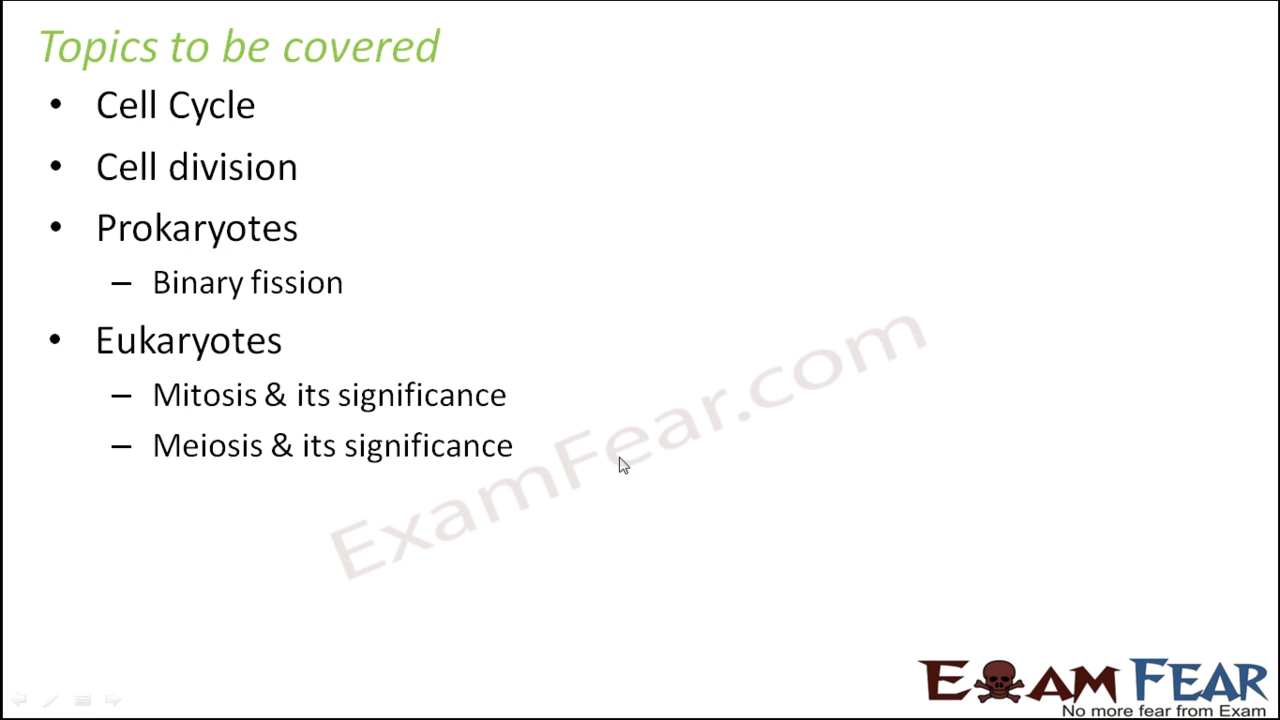 Topics to be covered
• Cell Cycle
• Cell division
• Prokaryotes
– Binary fission
• Eukaryotes
– Mitosis & its significance
– Meiosis & its significance
ExamFear.com
EXAM FEAR
No more fear from Exam